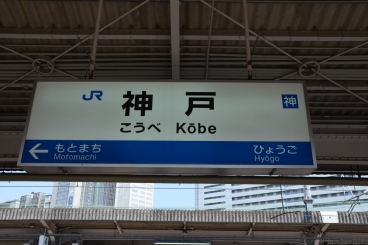 JR 神戸 神
こうべ Kōbe
← もとまち ひょうご
Motomachi Hyōgo